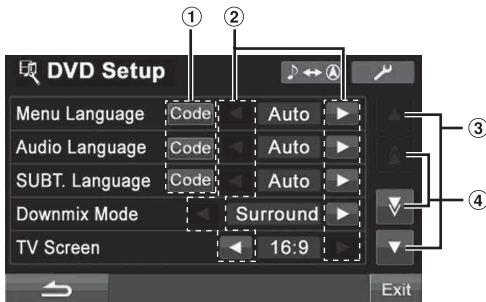 ① ②
DVD Setup
Menu Language Code Auto
Audio Language Code Auto
SUBT. Language Code Auto
Downmix Mode Surround
TV Screen 16:9
Exit
③
④